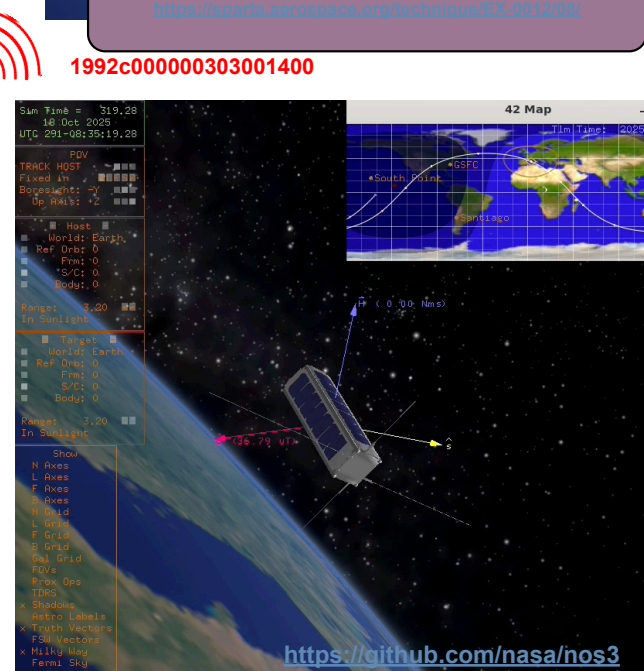 https://sparta.aerospace.org/technique/EX-0012/09/
1992c000000303001400
Sim Time = 319.28
18 Oct 2025
UTC 291-08:35:19.28
POV
TRACK HOST
Fixed in
Boresight: -Y
Up Axis: +Z
Host
World: Earth
Ref Orb: 0
Frm: 0
S/C: 0
Body: 0
Range: 3.20
In Sunlight
Target
World: Earth
Ref Orb: 0
Frm: 0
S/C: 0
Body: 0
Range: 3.20
In Sunlight
Show
N Axes
L Axes
F Axes
B Axes
N Grid
L Grid
F Grid
B Grid
Gal Grid
FOVs
Prox Ops
TDRS
x Shadows
Astro Labels
x Truth Vectors
FSW Vectors
x Milky Way
Fermi Sky
42 Map
Tlm Time: 2025
GSFC
South Point
Santiago
H ( 0.00 Nms)
(36.79 uT)
ŝ
https://github.com/nasa/nos3